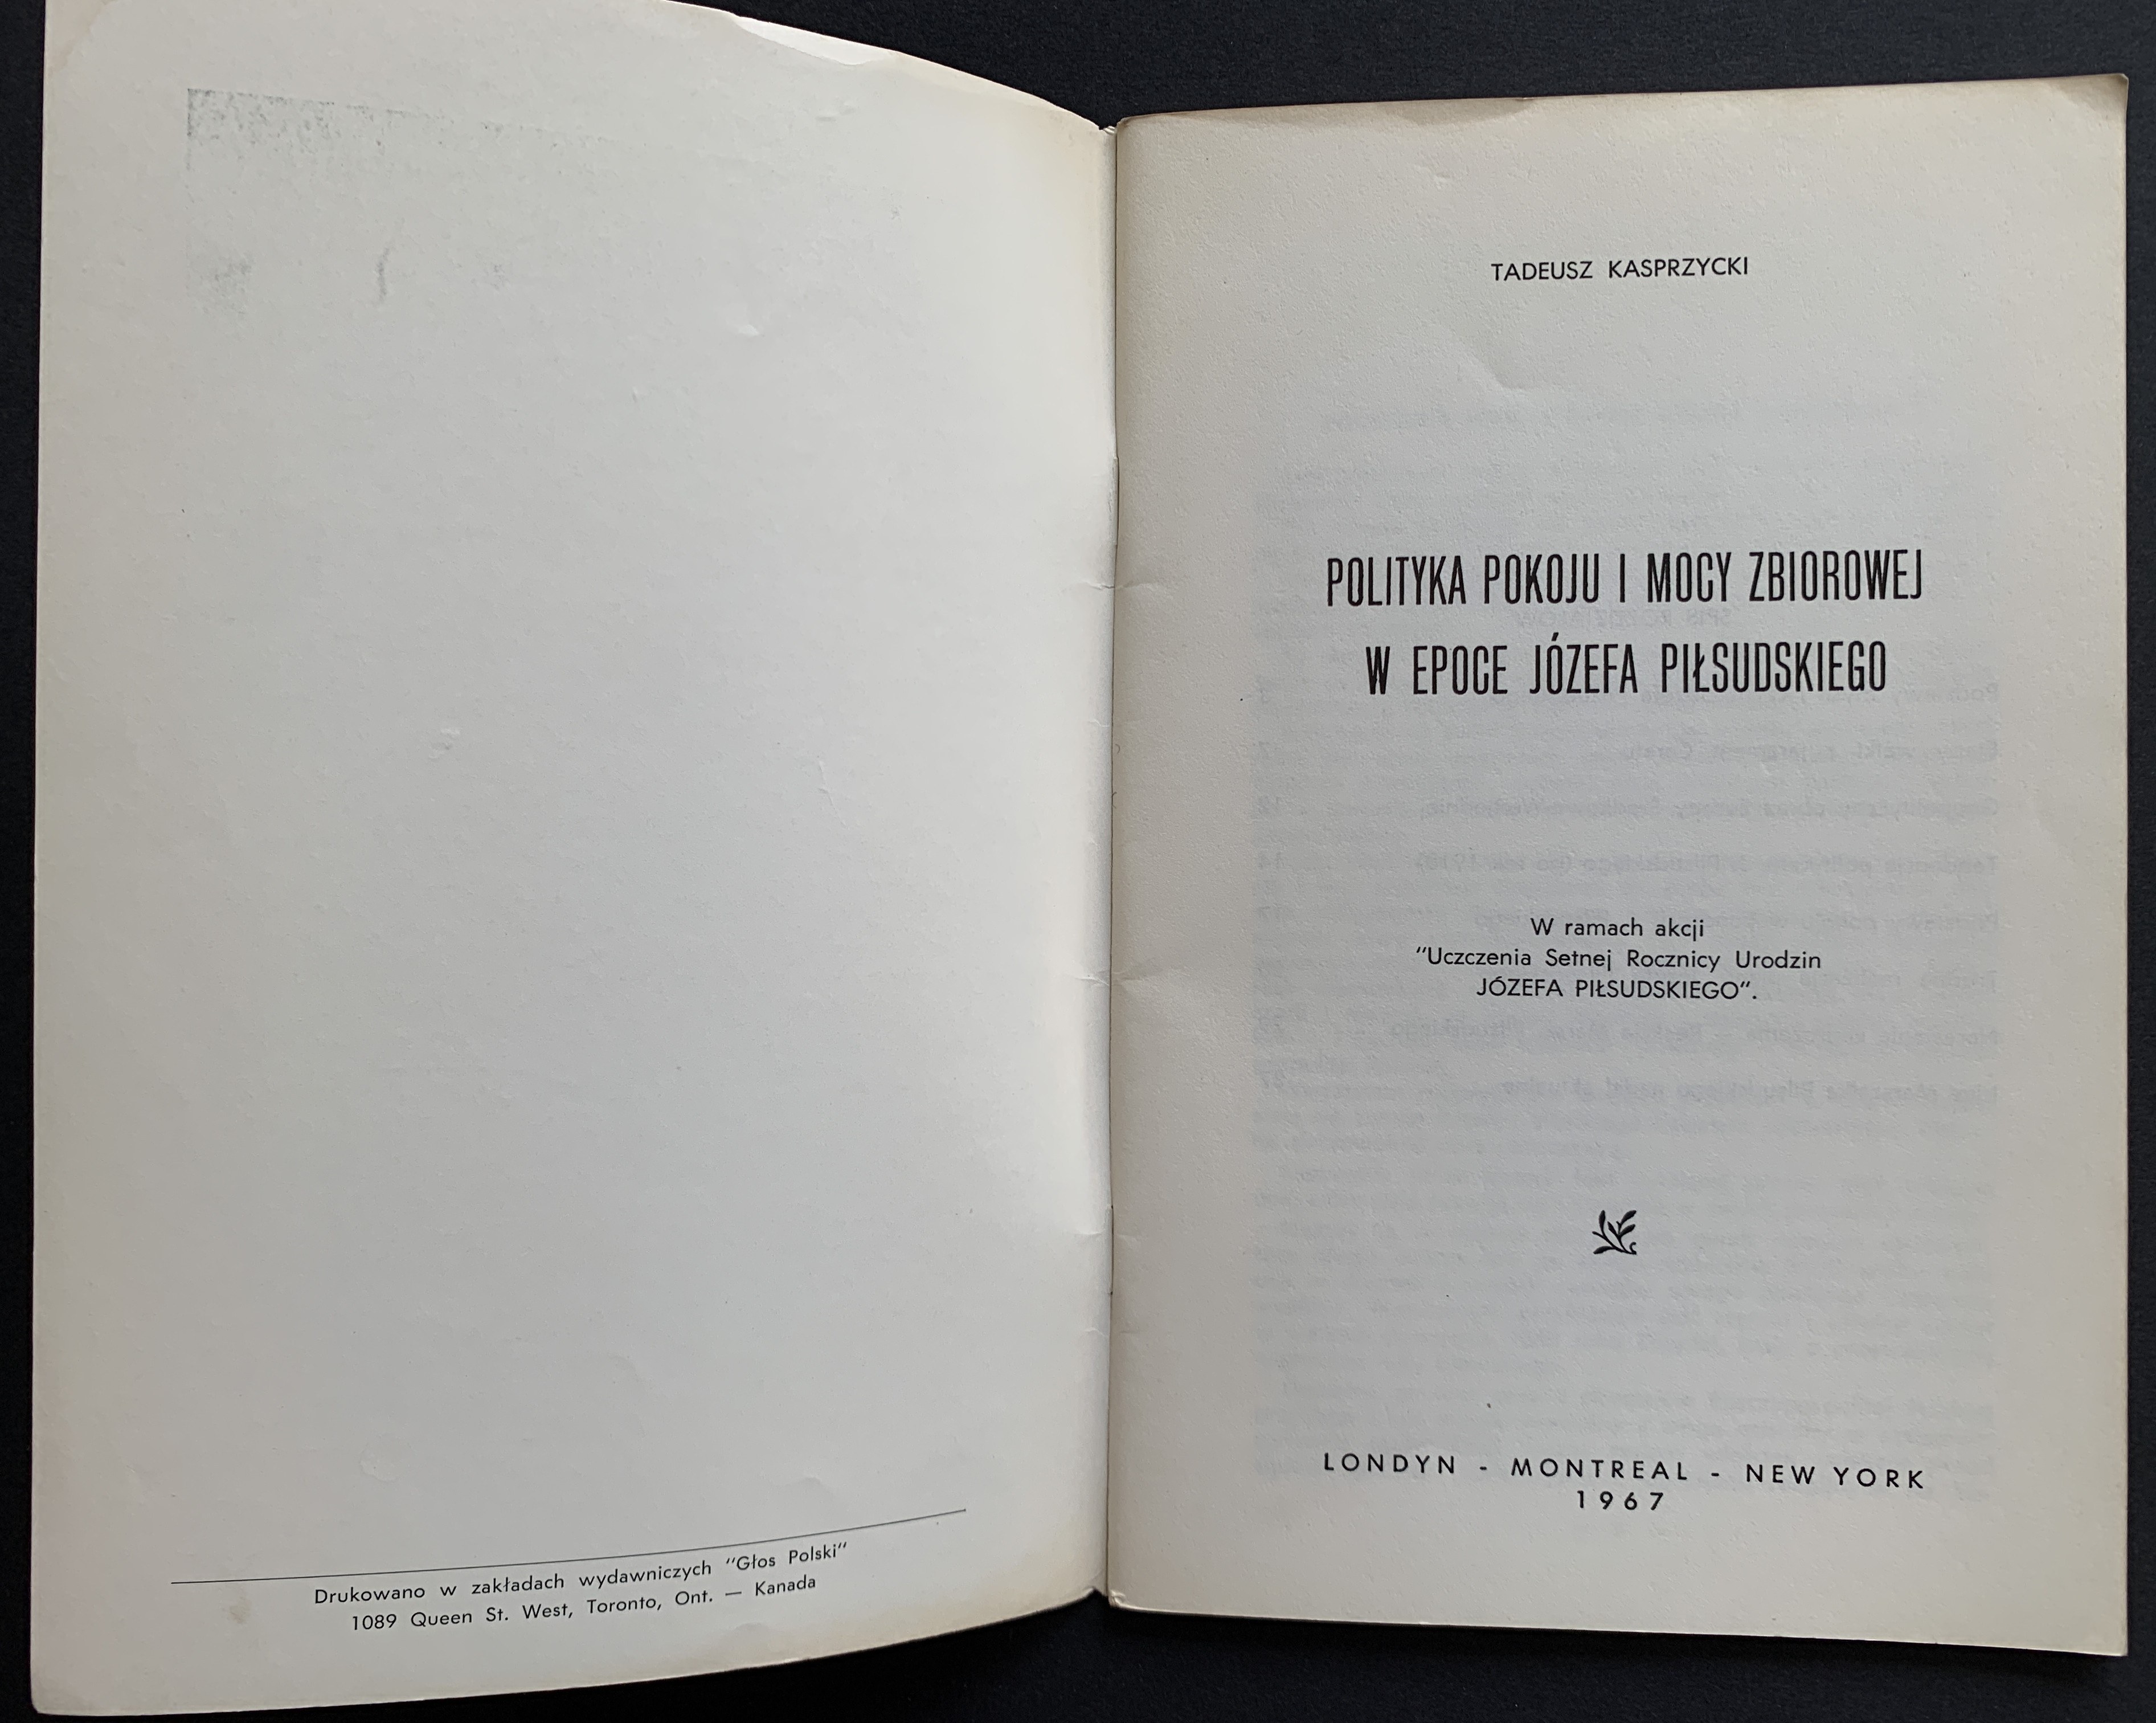 Drukowano w zakładach wydawniczych "Głos Polski"
1089 Queen St. West, Toronto, Ont. — Kanada
TADEUSZ KASPRZYCKI
POLITYKA POKOJU I MOCY ZBIOROWEJ
W EPOCE JÓZEFA PIŁSUDSKIEGO
W ramach akcji
"Uczczenia Setnej Rocznicy Urodzin
JÓZEFA PIŁSUDSKIEGO".
LONDYN - MONTREAL - NEW YORK
1967